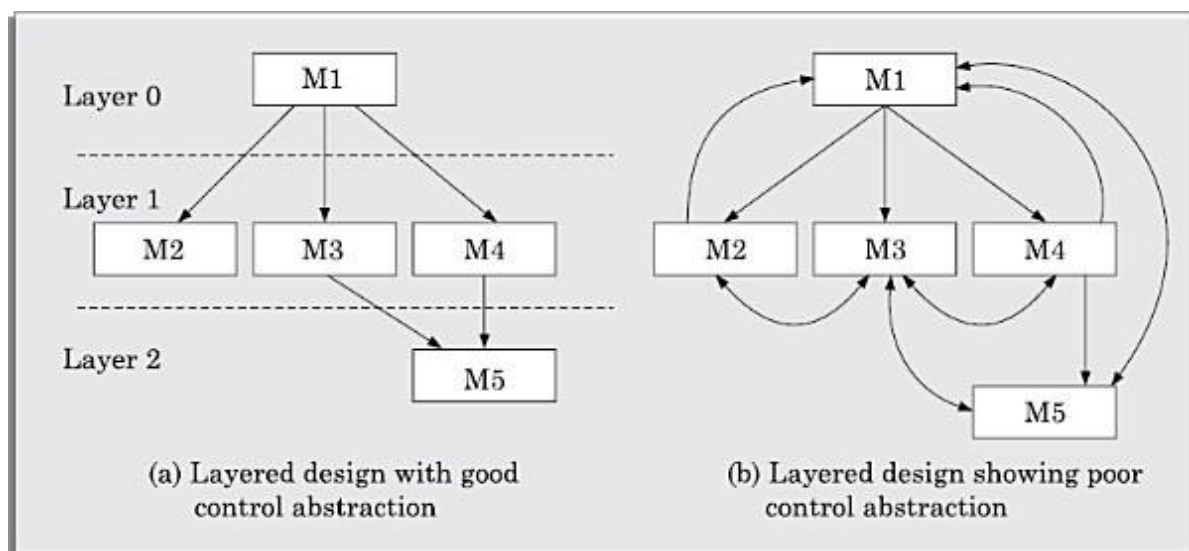 Layer 0
M1
Layer 1
M2
M3
M4
Layer 2
M5
(a) Layered design with good
control abstraction
M1
M2
M3
M4
M5
(b) Layered design showing poor
control abstraction